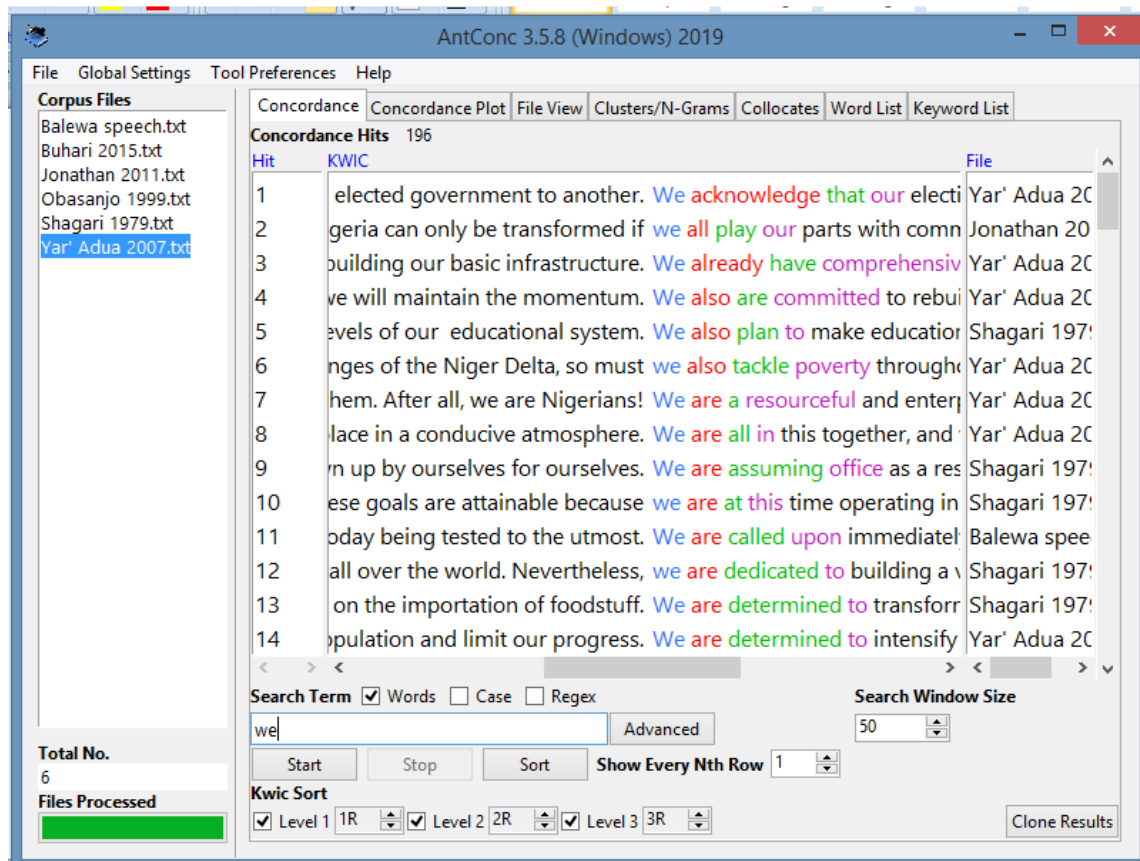 AntConc 3.5.8 (Windows) 2019
File Global Settings Tool Preferences Help
Corpus Files
Balewa speech.txt
Buhari 2015.txt
Jonathan 2011.txt
Obasanjo 1999.txt
Shagari 1979.txt
Yar' Adua 2007.txt
Total No.
6
Files Processed
Concordance Concordance Plot File View Clusters/N-Grams Collocates Word List Keyword List
Concordance Hits 196
Hit KWIC File
1 elected government to another. We acknowledge that our electi Yar' Adua 20
2 geria can only be transformed if we all play our parts with comm Jonathan 20
3 building our basic infrastructure. We already have comprehensiv Yar' Adua 20
4 we will maintain the momentum. We also are committed to rebui Yar' Adua 20
5 evels of our educational system. We also plan to make education Shagari 1979
6 nges of the Niger Delta, so must we also tackle poverty througho Yar' Adua 20
7 hem. After all, we are Nigerians! We are a resourceful and enterp Yar' Adua 20
8 lace in a conducive atmosphere. We are all in this together, and Yar' Adua 20
9 n up by ourselves for ourselves. We are assuming office as a res Shagari 1979
10 ese goals are attainable because we are at this time operating in Shagari 1979
11 oday being tested to the utmost. We are called upon immediatel Balewa spee
12 all over the world. Nevertheless, we are dedicated to building a v Shagari 1979
13 on the importation of foodstuff. We are determined to transforr Shagari 1979
14 opulation and limit our progress. We are determined to intensify Yar' Adua 20
Search Term Words Case Regex Search Window Size
we Advanced 50
Start Stop Sort Show Every Nth Row 1
Kwic Sort
Level 1 1R Level 2 2R Level 3 3R Clone Results